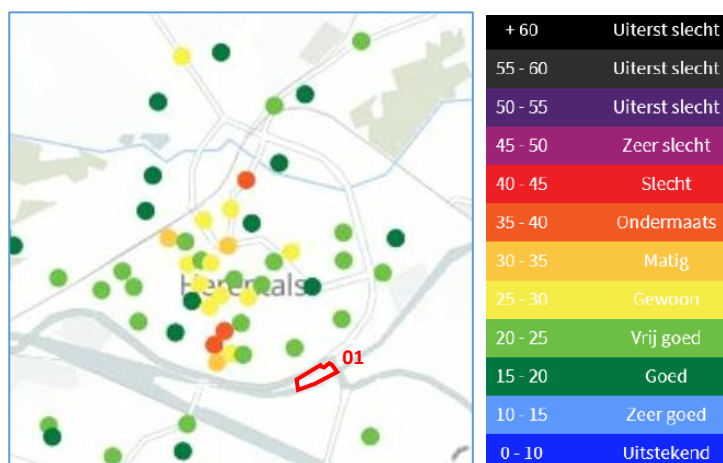 Herentals
01
+ 60 Uiterst slecht
55 - 60 Uiterst slecht
50 - 55 Uiterst slecht
45 - 50 Zeer slecht
40 - 45 Slecht
35 - 40 Ondermaats
30 - 35 Matig
25 - 30 Gewoon
20 - 25 Vrij goed
15 - 20 Goed
10 - 15 Zeer goed
0 - 10 Uitstekend